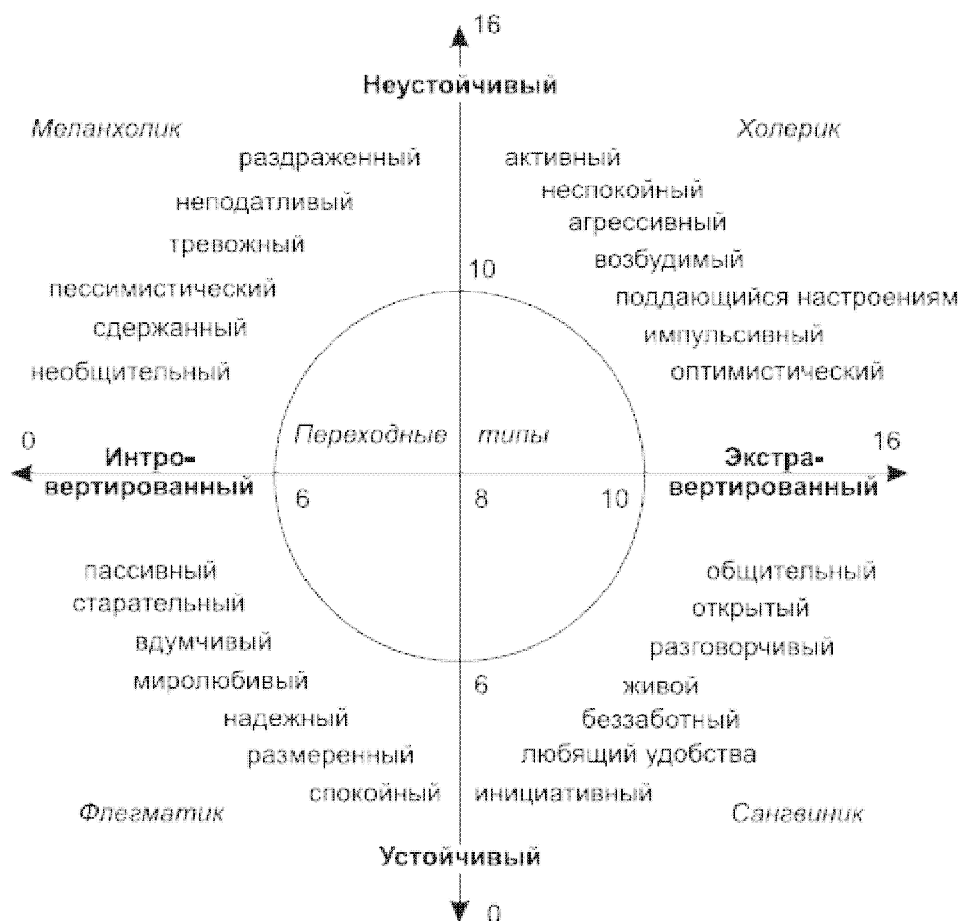 16
Неустойчивый
Меланхолик
Холерик
раздраженный
активный
неподатливый
неспокойный
тревожный
агрессивный
возбудимый
10
пессимистический
поддающийся настроениям
сдержанный
импульсивный
необщительный
оптимистический
Переходные типы
0
16
Интро-
вертированный
Экстра-
вертированный
6
8
10
пассивный
общительный
старательный
открытый
вдумчивый
разговорчивый
миролюбивый
6
живой
надежный
беззаботный
размеренный
любящий удобства
спокойный
инициативный
Флегматик
Сангвиник
Устойчивый
0